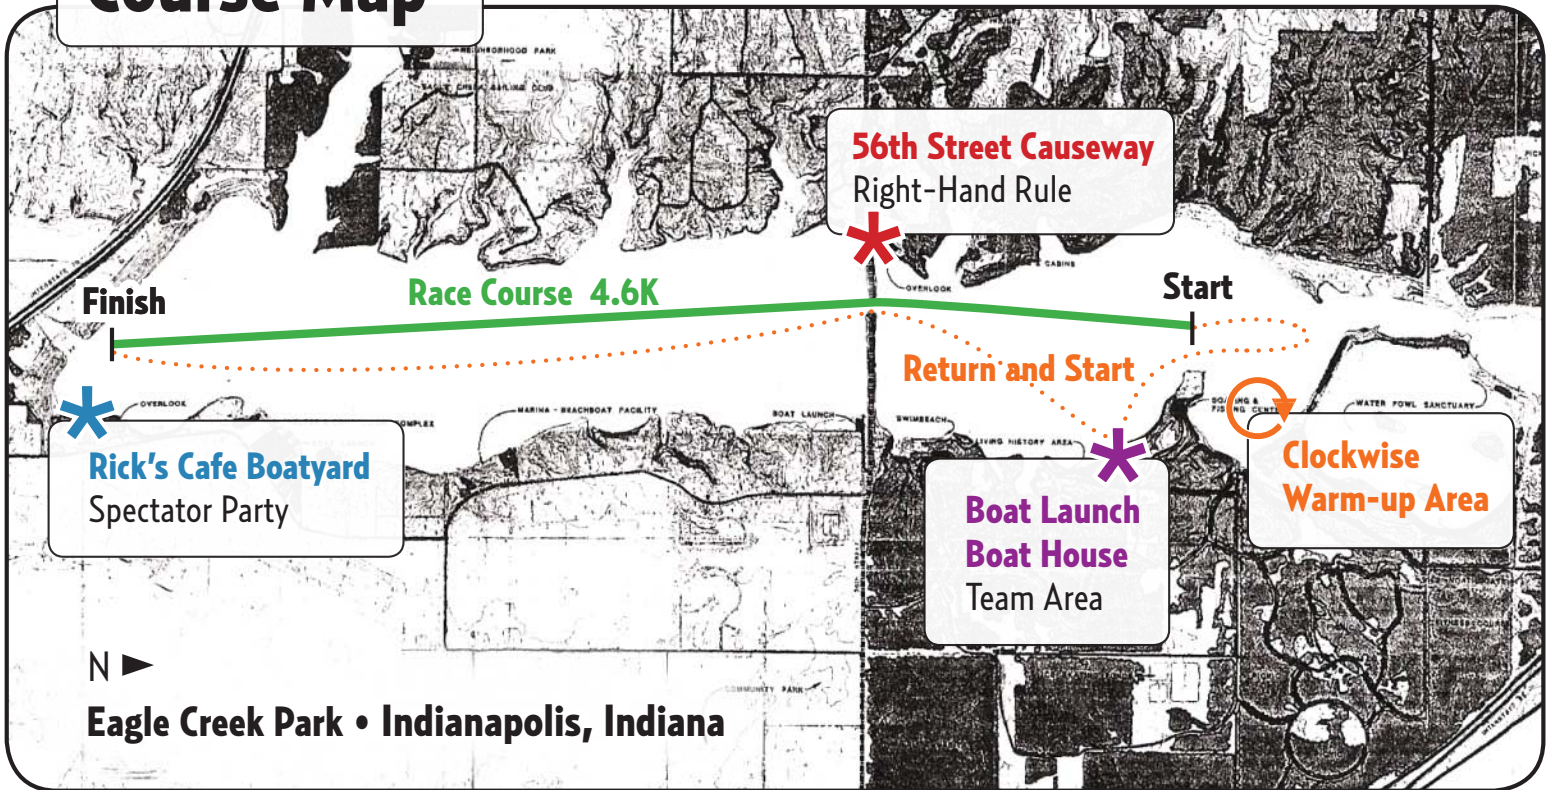 Course Map
NEIGHBORHOOD PARK
56th Street Causeway
Right-Hand Rule
CABINS
OVERLOOK
Start
Race Course 4.6K
Finish
Return and Start
OVERLOOK
MARINA - BEACHBOAT FACILITY
BOAT LAUNCH
SWIMBEACH
LIVING HISTORY AREA
WATER FOWL SANCTUARY
Clockwise
Warm-up Area
Rick's Cafe Boatyard
Spectator Party
Boat Launch
Boat House
Team Area
N
COMMUNITY PARK
Eagle Creek Park • Indianapolis, Indiana